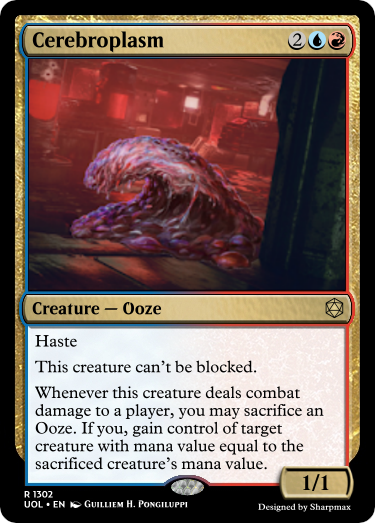 Cerebroplasm 2
Creature — Ooze
Haste
This creature can't be blocked.
Whenever this creature deals combat
damage to a player, you may sacrifice an
Ooze. If you, gain control of target
creature with mana value equal to the
sacrificed creature's mana value.
1/1
R 1302
UOL • EN Guilliem H. Pongiluppi
Designed by Sharpmax